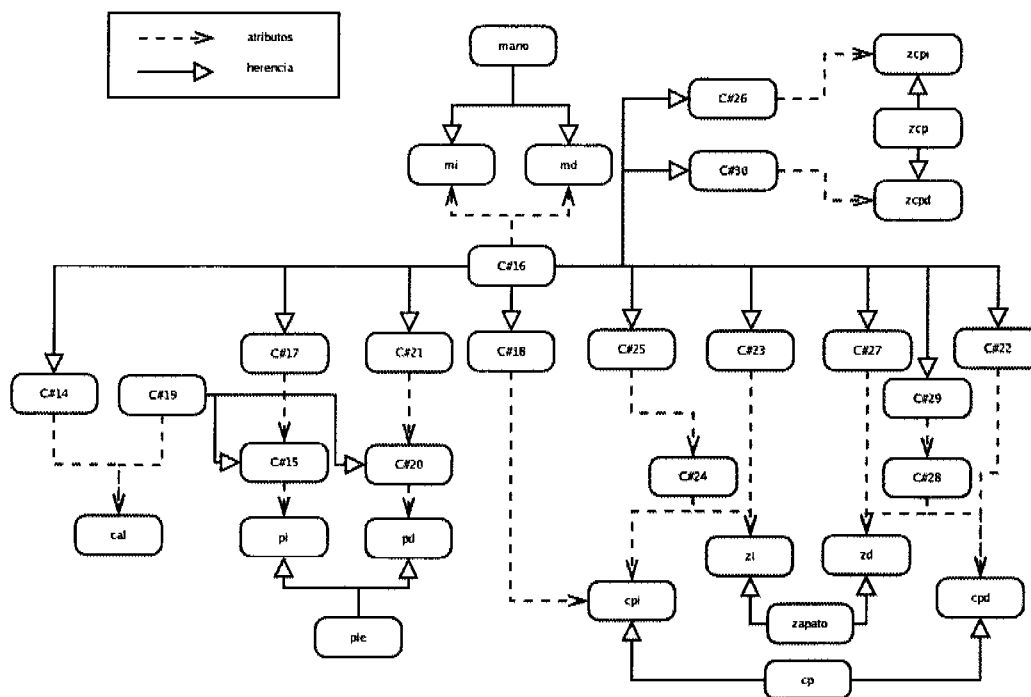 atributos
herencia
mano
zcpi
C#26
zcp
mi
md
C#30
zcpd
C#16
C#17
C#21
C#18
C#25
C#23
C#27
C#22
C#14
C#19
C#29
C#15
C#20
C#24
C#28
cal
pi
pd
zi
zd
cpi
cpd
pie
zapato
cp